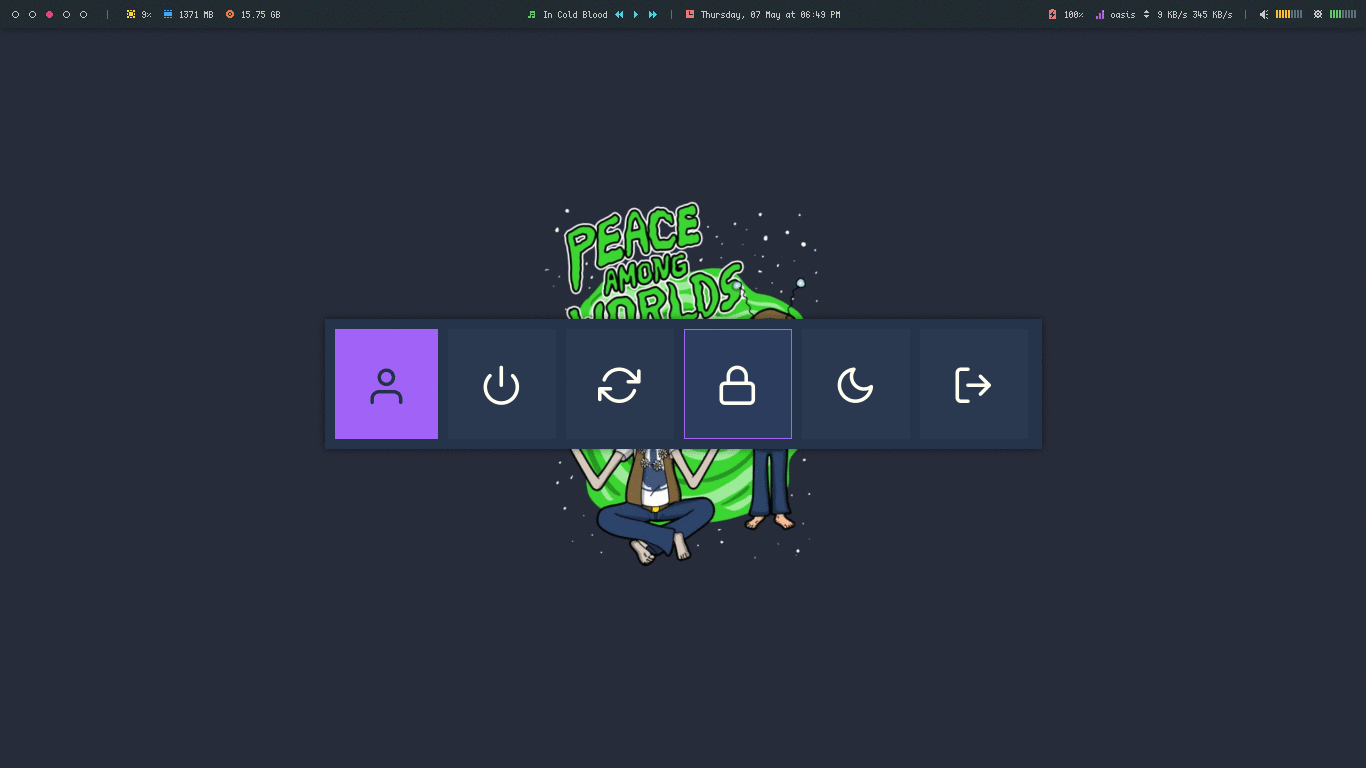 9% 1371 MB 15.75 GB In Cold Blood Thursday, 07 May at 06:49 PM 100% oasis 9 KB/s 345 KB/s
PEACE
AMONG
WORLDS